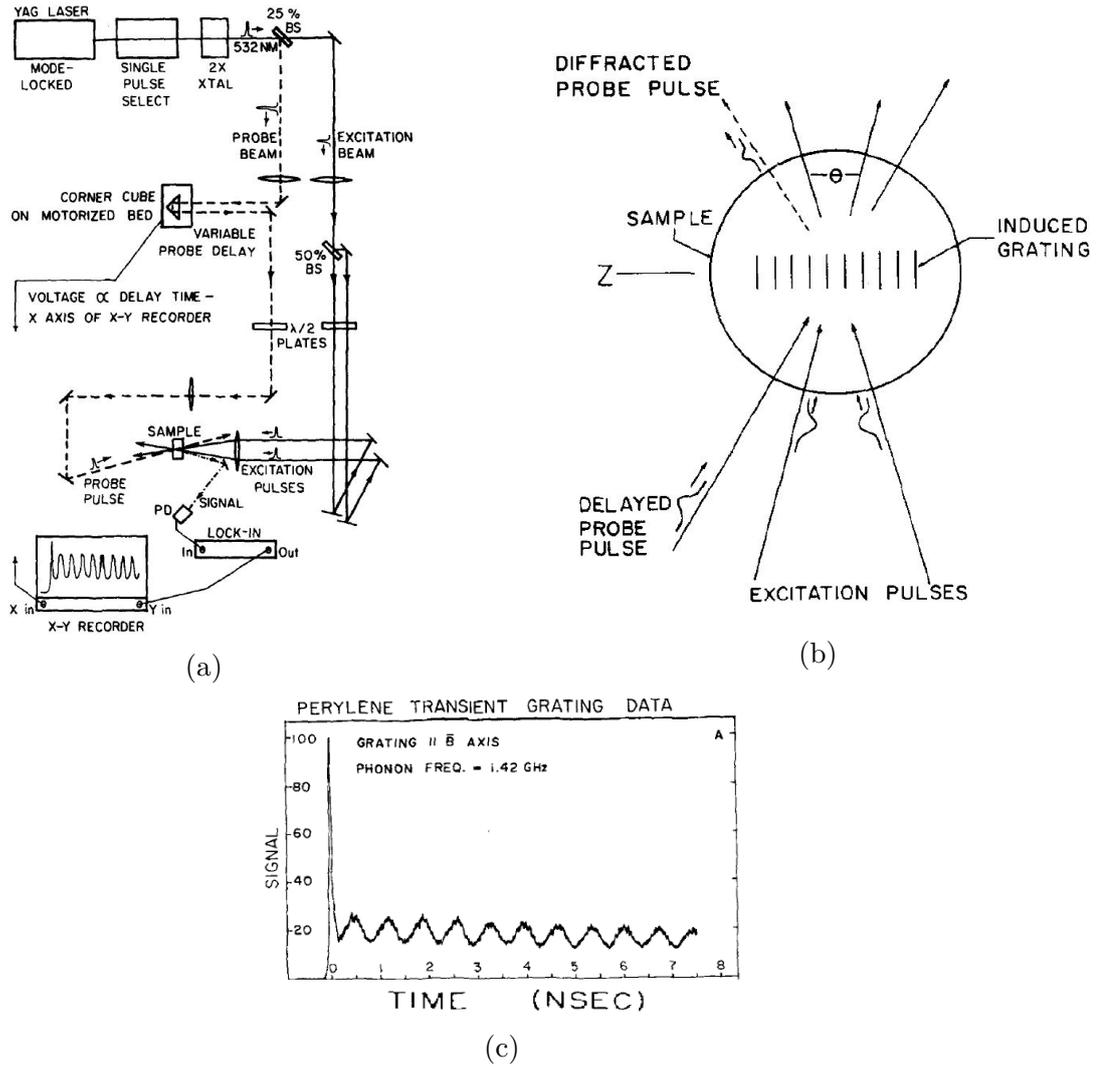 YAG LASER
MODE-
LOCKED
SINGLE
PULSE
SELECT
2X
XTAL
532NM
25 %
BS
PROBE
BEAM
EXCITATION
BEAM
CORNER CUBE
ON MOTORIZED BED
VARIABLE
PROBE DELAY
50%
BS
VOLTAGE ∝ DELAY TIME –
X AXIS OF X-Y RECORDER
λ/2
PLATES
SAMPLE
EXCITATION
PULSES
PROBE
PULSE
SIGNAL
PD
LOCK-IN
In
Out
X in
Y in
X-Y RECORDER
(a)
DIFFRACTED
PROBE PULSE
θ
SAMPLE
INDUCED
GRATING
Z
DELAYED
PROBE
PULSE
EXCITATION PULSES
(b)
PERYLENE TRANSIENT GRATING DATA
A
GRATING II B̄ AXIS
PHONON FREQ. = 1.42 GHz
100
80
60
40
20
SIGNAL
0 1 2 3 4 5 6 7 8
TIME (NSEC)
(c)